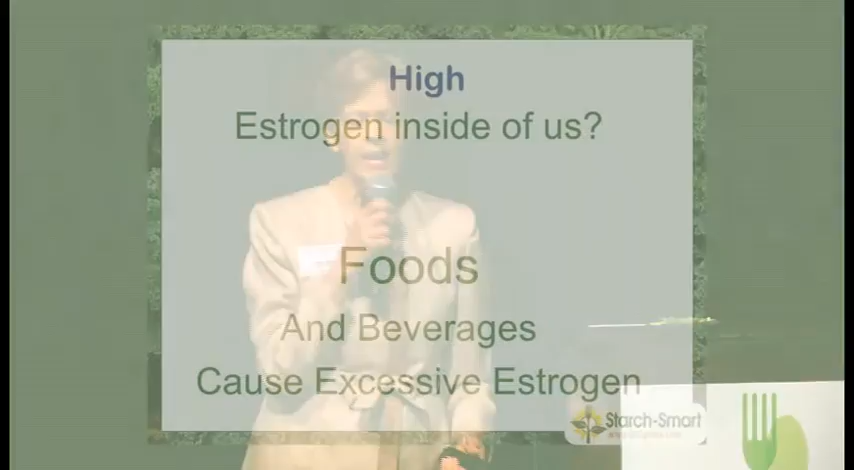 High
Estrogen inside of us?
Foods
And Beverages
Cause Excessive Estrogen
Starch-Smart